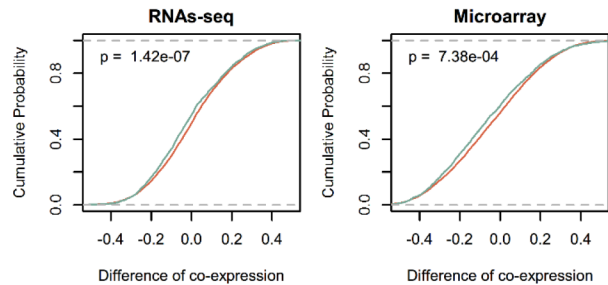 RNAs-seq
Cumulative Probability
0.0 0.4 0.8
p = 1.42e-07
-0.4 -0.2 0.0 0.2 0.4
Difference of co-expression
Microarray
Cumulative Probability
0.0 0.4 0.8
p = 7.38e-04
-0.4 -0.2 0.0 0.2 0.4
Difference of co-expression